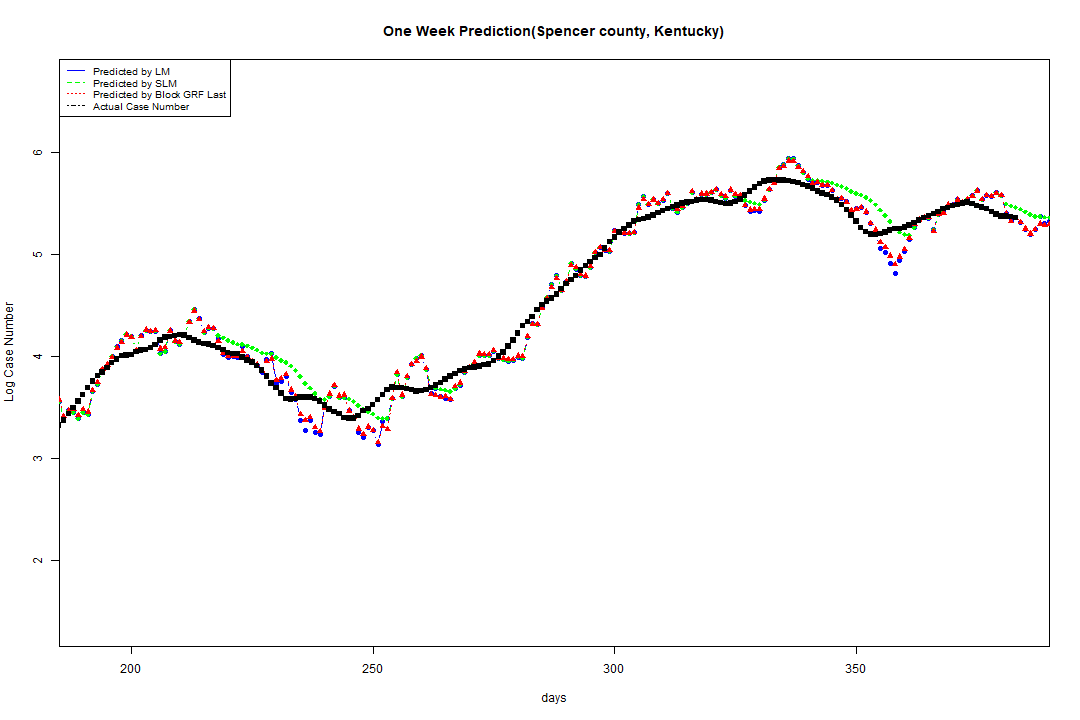 One Week Prediction(Spencer county, Kentucky)
Predicted by LM
Predicted by SLM
Predicted by Block GRF Last
Actual Case Number
6
5
4
3
2
Log Case Number
200 250 300 350
days